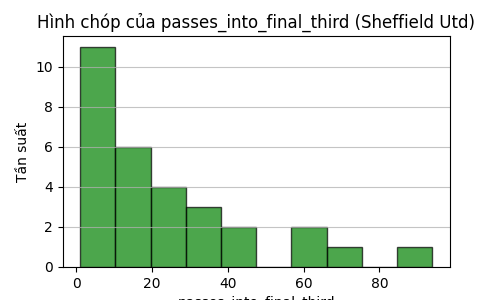 Hình chóp của passes_into_final_third (Sheffield Utd)
Tần suất
10
8
6
4
2
0
0 20 40 60 80
passes_into_final_third